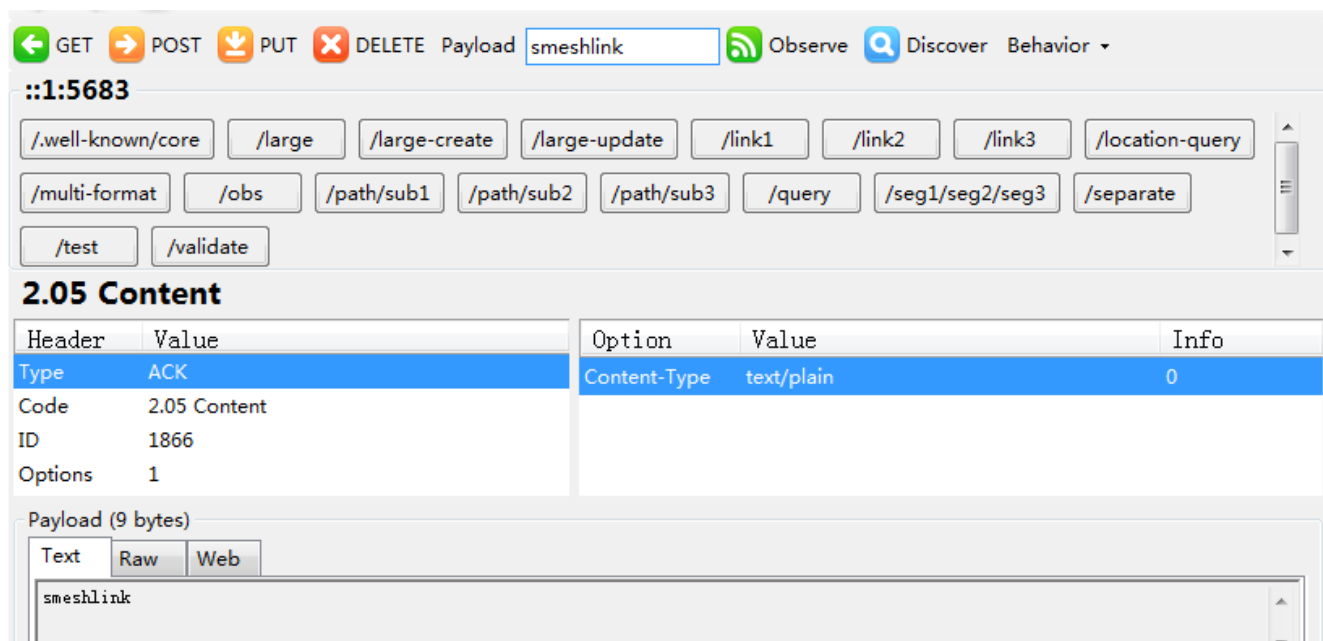 GET POST PUT DELETE Payload smeshlink Observe Discover Behavior
::1:5683
/.well-known/core /large /large-create /large-update /link1 /link2 /link3 /location-query
/multi-format /obs /path/sub1 /path/sub2 /path/sub3 /query /seg1/seg2/seg3 /separate
/test /validate
2.05 Content
Header Value Option Value Info
Type ACK Content-Type text/plain 0
Code 2.05 Content
ID 1866
Options 1
Payload (9 bytes)
Text Raw Web
smeshlink